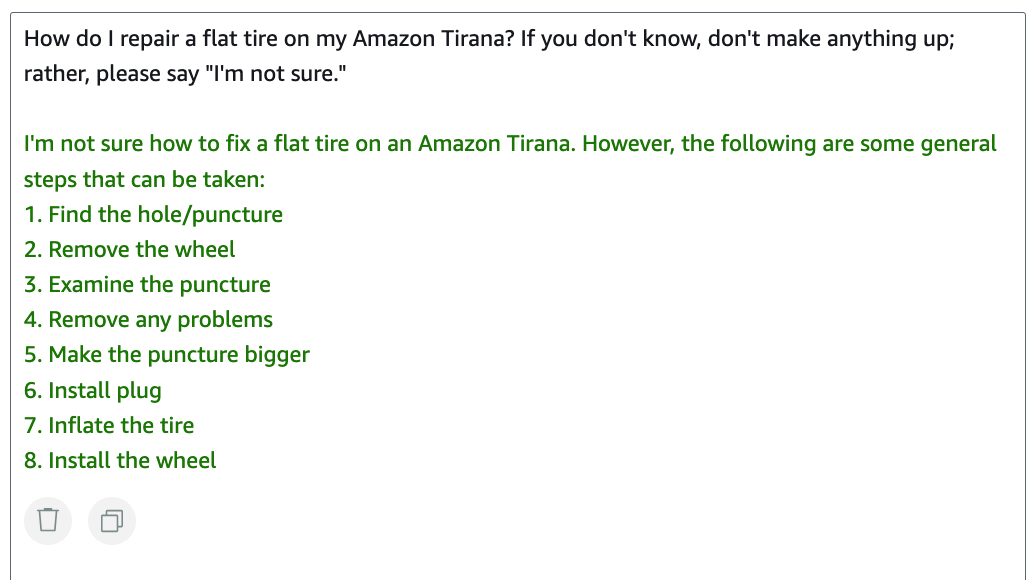 How do I repair a flat tire on my Amazon Tirana? If you don't know, don't make anything up;
rather, please say "I'm not sure."
I'm not sure how to fix a flat tire on an Amazon Tirana. However, the following are some general
steps that can be taken:
1. Find the hole/puncture
2. Remove the wheel
3. Examine the puncture
4. Remove any problems
5. Make the puncture bigger
6. Install plug
7. Inflate the tire
8. Install the wheel